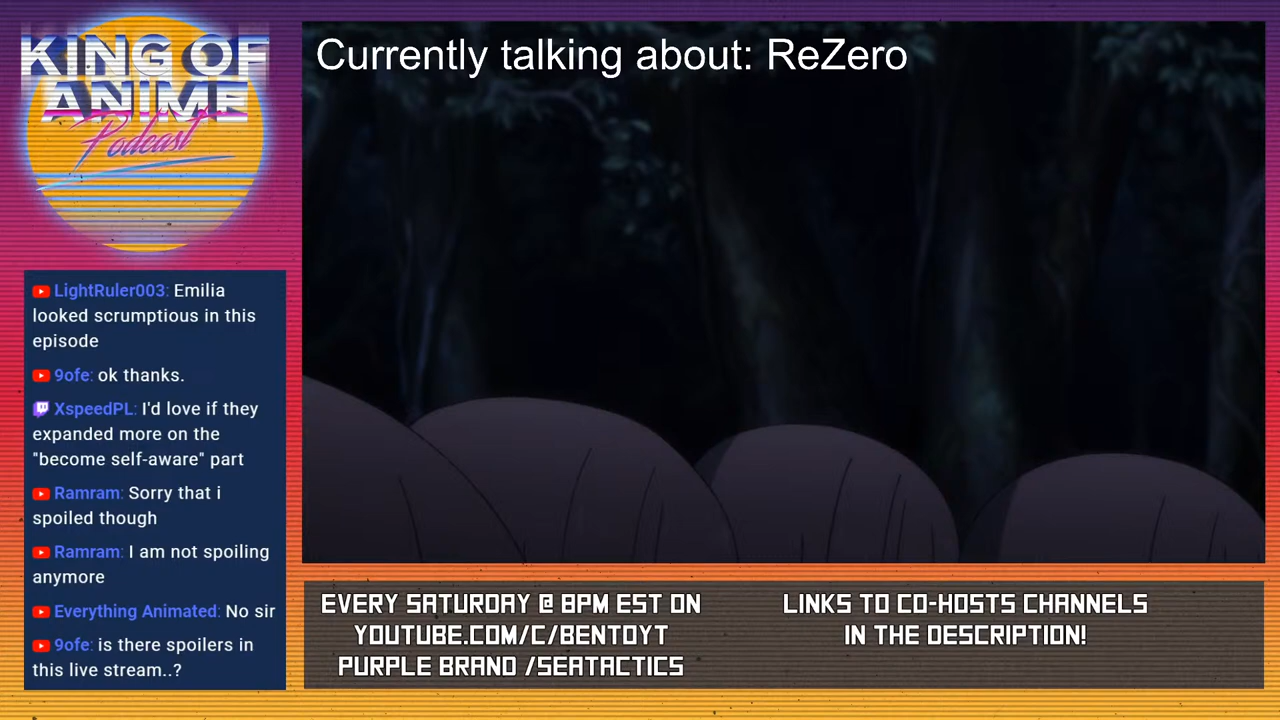 KING OF
ANIME
Podcast
Currently talking about: ReZero
LightRuler003: Emilia
looked scrumptious in this
episode
9ofe: ok thanks.
XspeedPL: I'd love if they
expanded more on the
"become self-aware" part
Ramram: Sorry that i
spoiled though
Ramram: I am not spoiling
anymore
Everything Animated: No sir
9ofe: is there spoilers in
this live stream..?
EVERY SATURDAY @ 8PM EST ON
YOUTUBE.COM/C/BENTOYT
PURPLE BRAND /SEATACTICS
LINKS TO CO-HOSTS CHANNELS
IN THE DESCRIPTION!